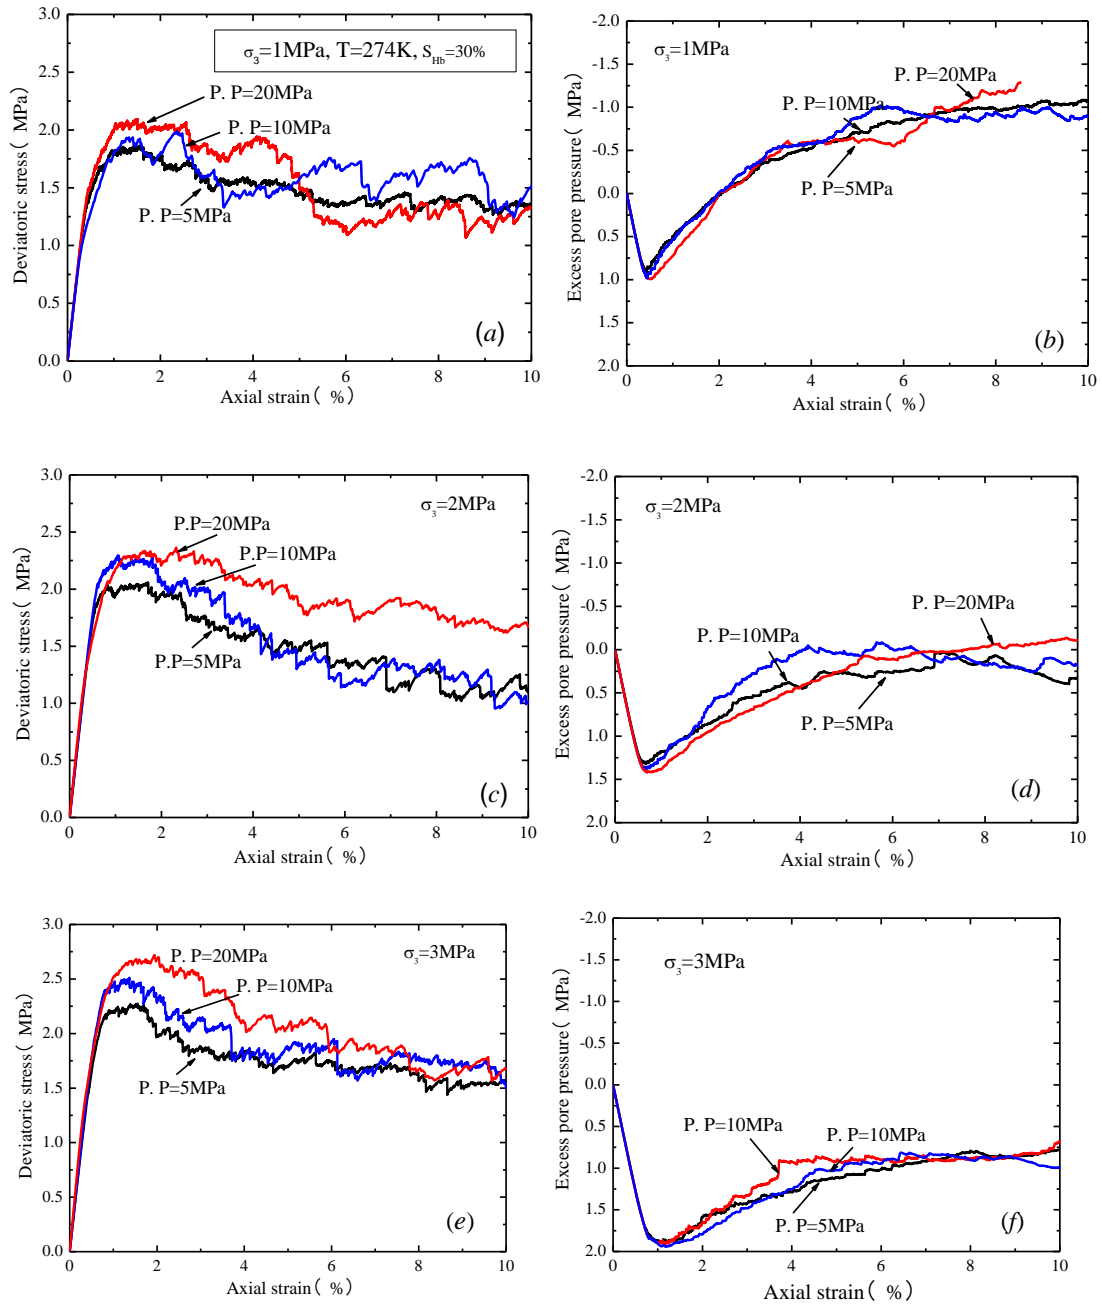 3.0
2.5
2.0
1.5
1.0
0.5
0.0
Deviatoric stress( MPa)
σ₃=1MPa, T=274K, S_Hb=30%
P. P=20MPa
P. P=10MPa
P. P=5MPa
(a)
0 2 4 6 8 10
Axial strain( %)
-2.0
-1.5
-1.0
-0.5
0.0
0.5
1.0
1.5
2.0
Excess pore pressure( MPa)
σ₃=1MPa
P. P=20MPa
P. P=10MPa
P. P=5MPa
(b)
0 2 4 6 8 10
Axial strain( %)
3.0
2.5
2.0
1.5
1.0
0.5
0.0
Deviatoric stress( MPa)
σ₃=2MPa
P.P=20MPa
P.P=10MPa
P.P=5MPa
(c)
0 2 4 6 8 10
Axial strain( %)
-2.0
-1.5
-1.0
-0.5
0.0
0.5
1.0
1.5
2.0
Excess pore pressure( MPa)
σ₃=2MPa
P. P=20MPa
P. P=10MPa
P. P=5MPa
(d)
0 2 4 6 8 10
Axial strain( %)
3.0
2.5
2.0
1.5
1.0
0.5
0.0
Deviatoric stress( MPa)
σ₃=3MPa
P. P=20MPa
P. P=10MPa
P. P=5MPa
(e)
0 2 4 6 8 10
Axial strain( %)
-2.0
-1.5
-1.0
-0.5
0.0
0.5
1.0
1.5
2.0
Excess pore pressure( MPa)
σ₃=3MPa
P. P=10MPa
P. P=10MPa
P. P=5MPa
(f)
0 2 4 6 8 10
Axial strain( %)